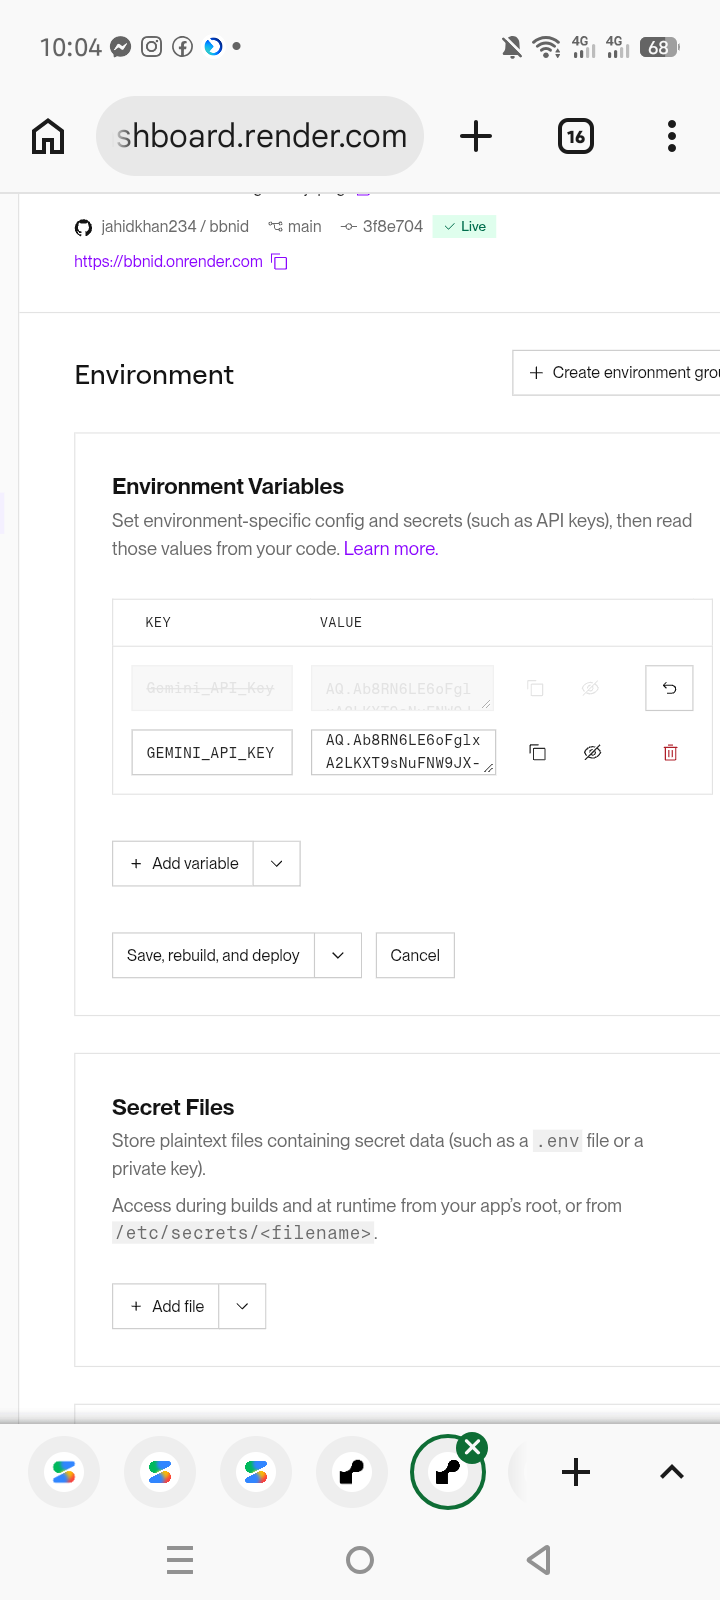 10:04
4G 4G 68
shboard.render.com
16
jahidkhan234 / bbnid main 3f8e704 Live
https://bbnid.onrender.com
Environment
Create environment grou
Environment Variables
Set environment-specific config and secrets (such as API keys), then read
those values from your code. Learn more.
KEY VALUE
Gemini_API_Key AQ.Ab8RN6LE6oFgl
GEMINI_API_KEY AQ.Ab8RN6LE6oFglx
A2LKXT9sNuFNW9JX-
+ Add variable
Save, rebuild, and deploy Cancel
Secret Files
Store plaintext files containing secret data (such as a .env file or a
private key).
Access during builds and at runtime from your app's root, or from
/etc/secrets/<filename>.
+ Add file